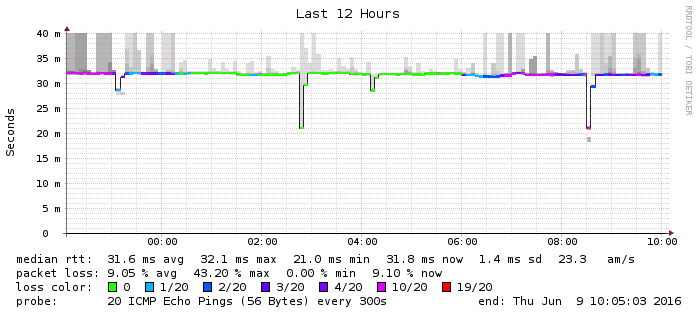 Last 12 Hours
RRDTOOL / TOBI OETIKER
Seconds
40 m
35 m
30 m
25 m
20 m
15 m
10 m
5 m
0
00:00 02:00 04:00 06:00 08:00 10:00
median rtt: 31.6 ms avg 32.1 ms max 21.0 ms min 31.8 ms now 1.4 ms sd 23.3 am/s
packet loss: 9.05 % avg 43.20 % max 0.00 % min 9.10 % now
loss color: 0 1/20 2/20 3/20 4/20 10/20 19/20
probe: 20 ICMP Echo Pings (56 Bytes) every 300s end: Thu Jun 9 10:05:03 2016